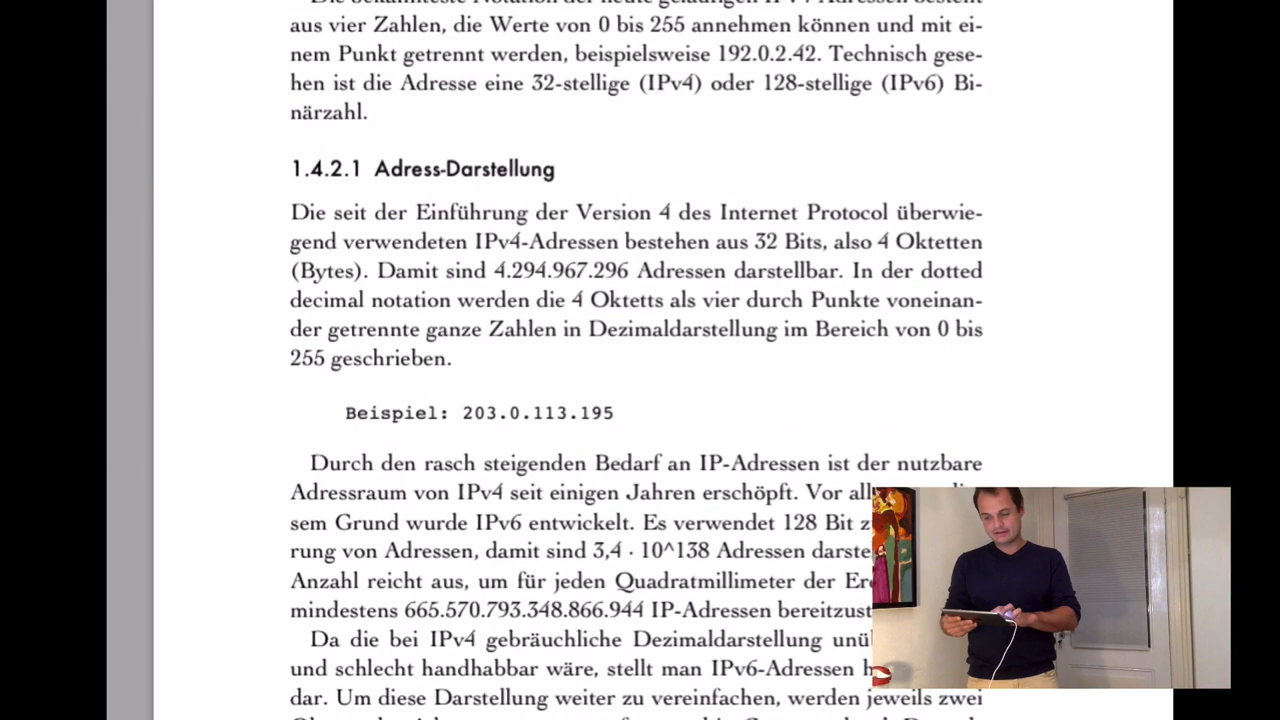 Die bekannteste Notation der heute geläufigen IPv4-Adressen besteht
aus vier Zahlen, die Werte von 0 bis 255 annehmen können und mit ei-
nem Punkt getrennt werden, beispielsweise 192.0.2.42. Technisch gese-
hen ist die Adresse eine 32-stellige (IPv4) oder 128-stellige (IPv6) Bi-
närzahl.
1.4.2.1 Adress-Darstellung
Die seit der Einführung der Version 4 des Internet Protocol überwie-
gend verwendeten IPv4-Adressen bestehen aus 32 Bits, also 4 Oktetten
(Bytes). Damit sind 4.294.967.296 Adressen darstellbar. In der dotted
decimal notation werden die 4 Oktetts als vier durch Punkte voneinan-
der getrennte ganze Zahlen in Dezimaldarstellung im Bereich von 0 bis
255 geschrieben.
Beispiel: 203.0.113.195
Durch den rasch steigenden Bedarf an IP-Adressen ist der nutzbare
Adressraum von IPv4 seit einigen Jahren erschöpft. Vor all
sem Grund wurde IPv6 entwickelt. Es verwendet 128 Bit z
rung von Adressen, damit sind 3,4 · 10^138 Adressen darste
Anzahl reicht aus, um für jeden Quadratmillimeter der Er
mindestens 665.570.793.348.866.944 IP-Adressen bereitzust
Da die bei IPv4 gebräuchliche Dezimaldarstellung unü
und schlecht handhabbar wäre, stellt man IPv6-Adressen h
dar. Um diese Darstellung weiter zu vereinfachen, werden jeweils zwei